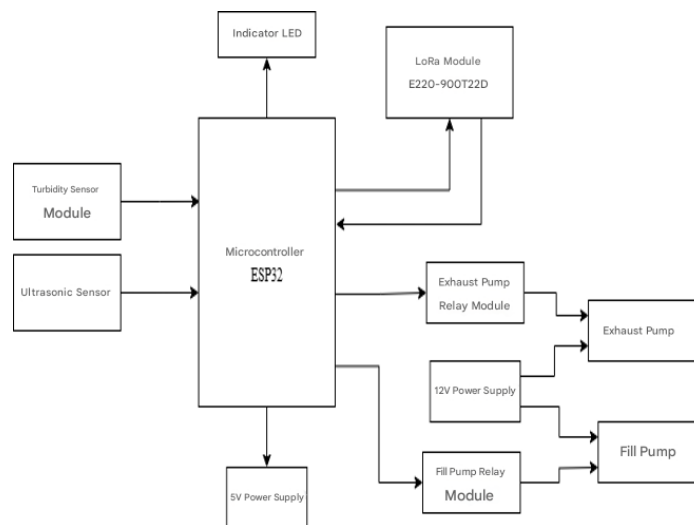 Indicator LED
LoRa Module
E220-900T22D
Turbidity Sensor
Module
Microcontroller
ESP32
Ultrasonic Sensor
Exhaust Pump
Relay Module
Exhaust Pump
12V Power Supply
Fill Pump
Fill Pump Relay
Module
5V Power Supply